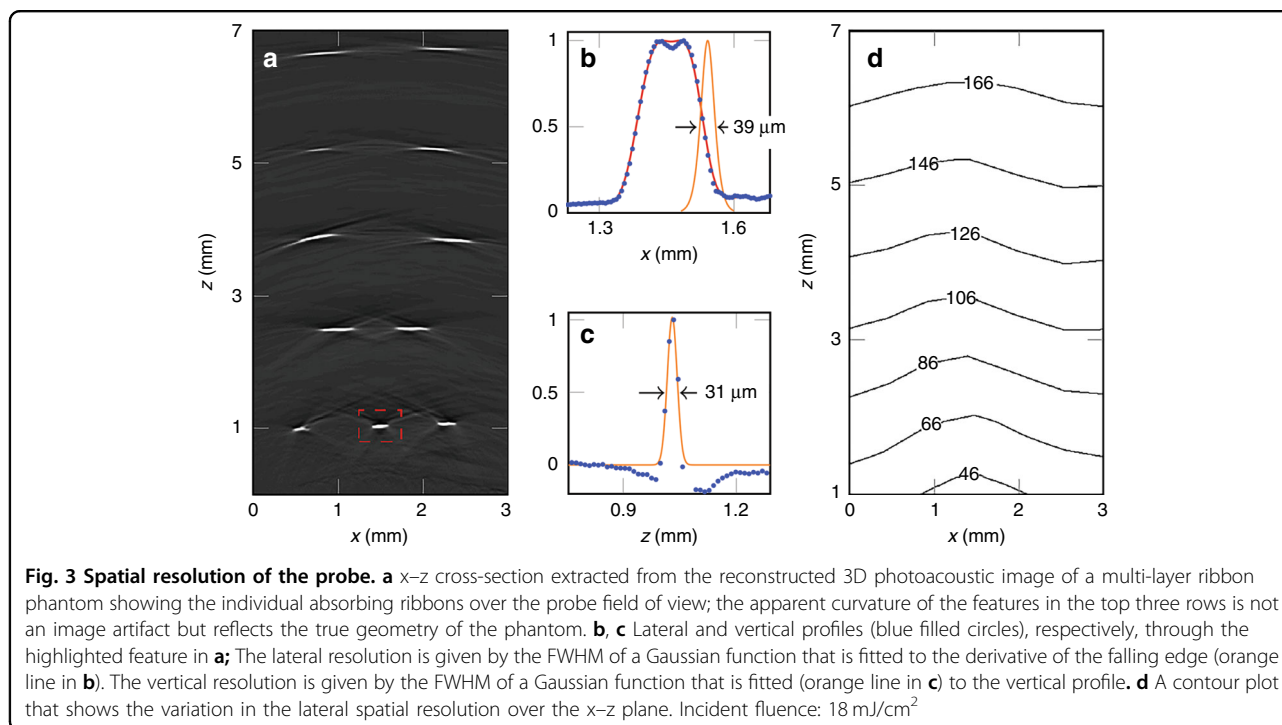 a
7
5
3
1
z (mm)
0 1 2 3
x (mm)
b
1
0.5
0
39 μm
1.3 1.6
x (mm)
c
1
0.5
0
31 μm
0.9 1.2
z (mm)
d
7
5
3
1
z (mm)
166
146
126
106
86
66
46
0 1 2 3
x (mm)
Fig. 3 Spatial resolution of the probe. a x–z cross-section extracted from the reconstructed 3D photoacoustic image of a multi-layer ribbon
phantom showing the individual absorbing ribbons over the probe field of view; the apparent curvature of the features in the top three rows is not
an image artifact but reflects the true geometry of the phantom. b, c Lateral and vertical profiles (blue filled circles), respectively, through the
highlighted feature in a; The lateral resolution is given by the FWHM of a Gaussian function that is fitted to the derivative of the falling edge (orange
line in b). The vertical resolution is given by the FWHM of a Gaussian function that is fitted (orange line in c) to the vertical profile. d A contour plot
that shows the variation in the lateral spatial resolution over the x–z plane. Incident fluence: 18 mJ/cm²